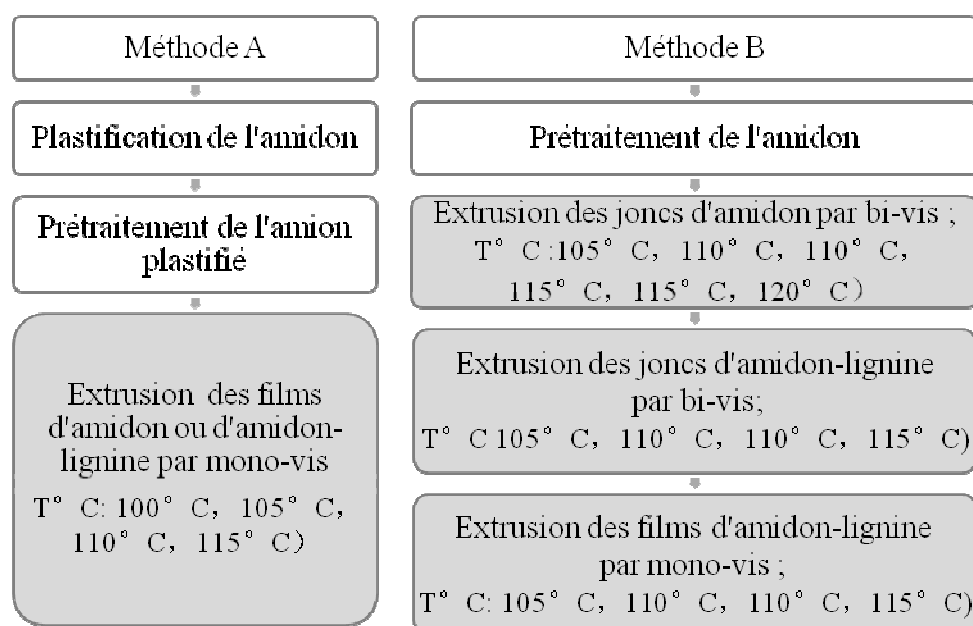 Méthode A
Plastification de l'amidon
Prétraitement de l'amion
plastifié
Extrusion des films
d'amidon ou d'amidon-
lignine par mono-vis
T° C: 100° C, 105° C,
110° C, 115° C)
Méthode B
Prétraitement de l'amidon
Extrusion des joncs d'amidon par bi-vis ;
T° C :105° C, 110° C, 110° C,
115° C, 115° C, 120° C)
Extrusion des joncs d'amidon-lignine
par bi-vis;
T° C 105° C, 110° C, 110° C, 115° C)
Extrusion des films d'amidon-lignine
par mono-vis ;
T° C: 105° C, 110° C, 110° C, 115° C)